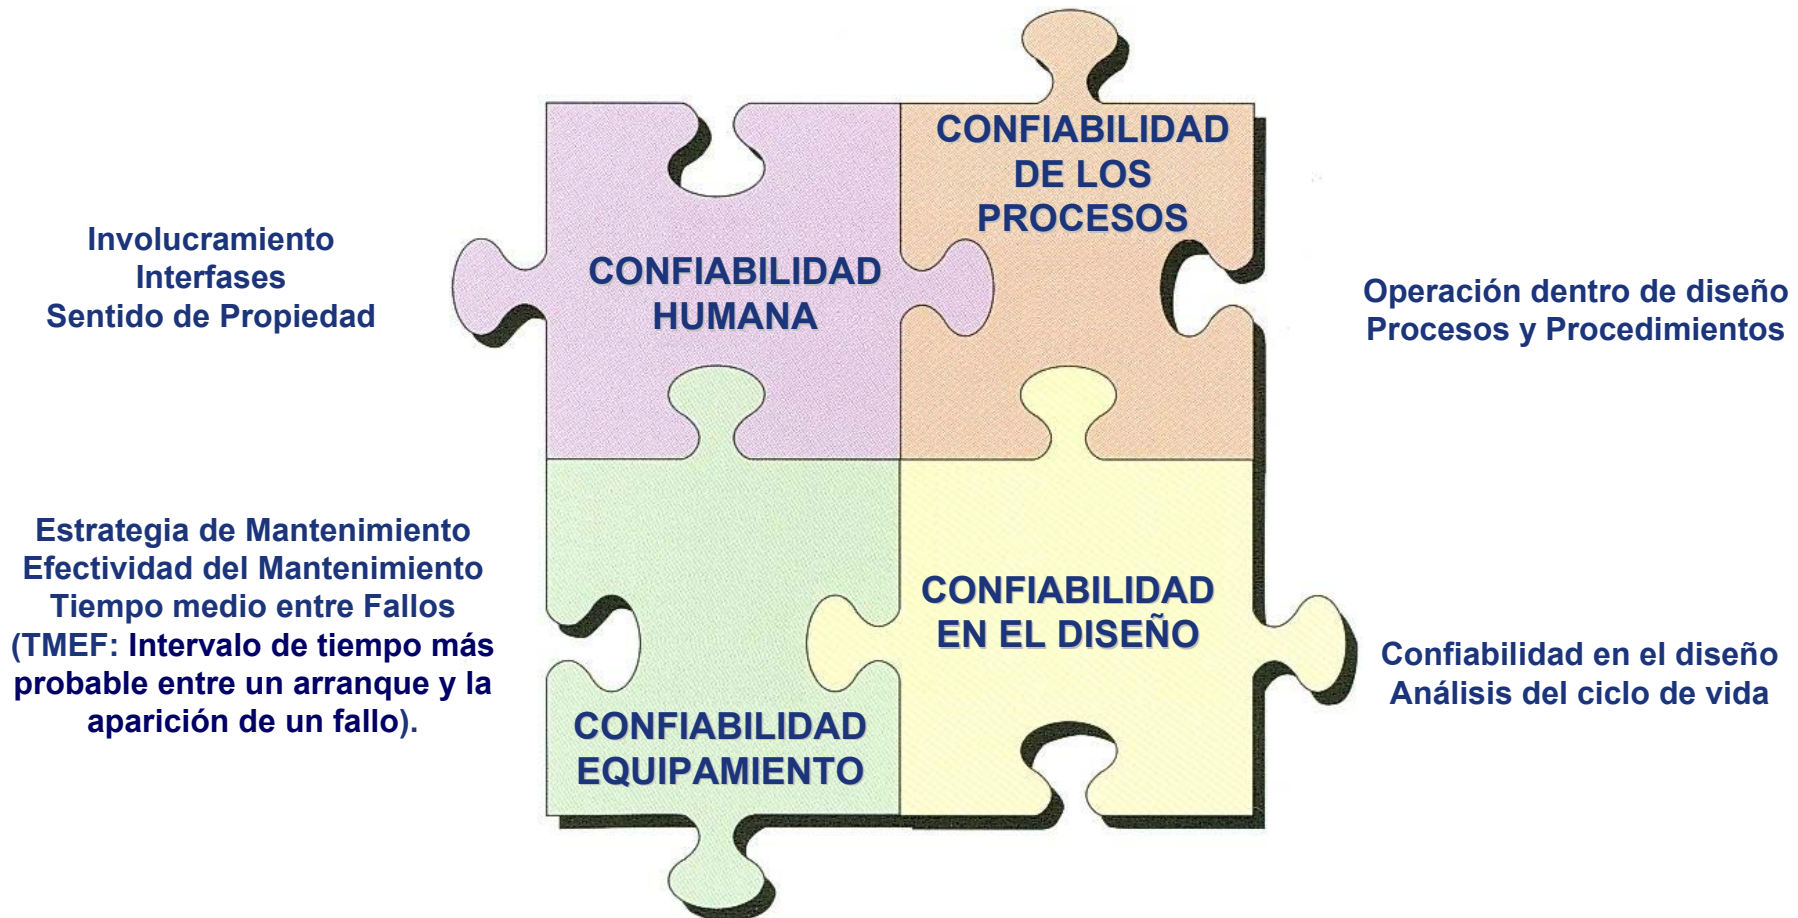 CONFIABILIDAD
DE LOS
PROCESOS
Involucramiento
Interfases
Sentido de Propiedad
CONFIABILIDAD
HUMANA
Operación dentro de diseño
Procesos y Procedimientos
Estrategia de Mantenimiento
Efectividad del Mantenimiento
Tiempo medio entre Fallos
(TMEF: Intervalo de tiempo más
probable entre un arranque y la
aparición de un fallo).
CONFIABILIDAD
EQUIPAMIENTO
CONFIABILIDAD
EN EL DISEÑO
Confiabilidad en el diseño
Análisis del ciclo de vida